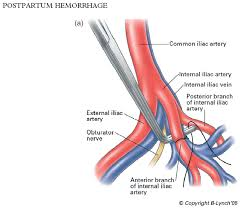 POSTPARTUM HEMORRHAGE
(a)
Common iliac artery
Internal iliac artery
Internal iliac vein
Posterior branch
of internal iliac
artery
External iliac
artery
Obturator
nerve
Anterior branch
of internal iliac
artery
© Copyright B-Lynch'05